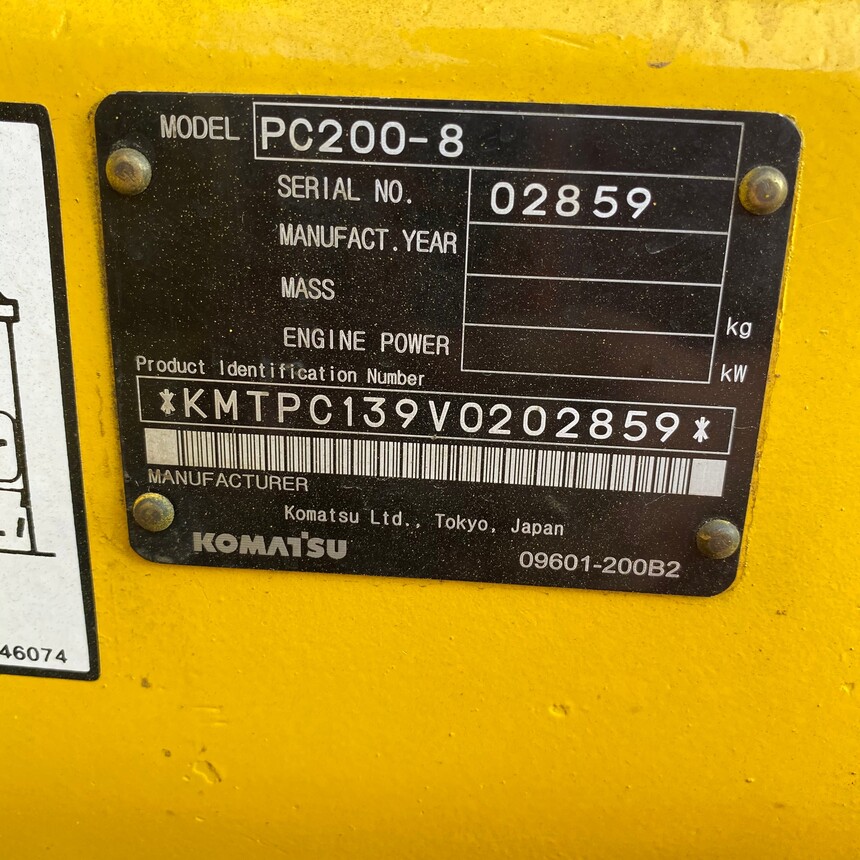 MODEL PC200-8
SERIAL NO. 02859
MANUFACT.YEAR
MASS kg
ENGINE POWER kW
Product Identification Number
*KMTPC139V0202859*
MANUFACTURER
Komatsu Ltd., Tokyo, Japan
KOMATSU 09601-200B2
46074